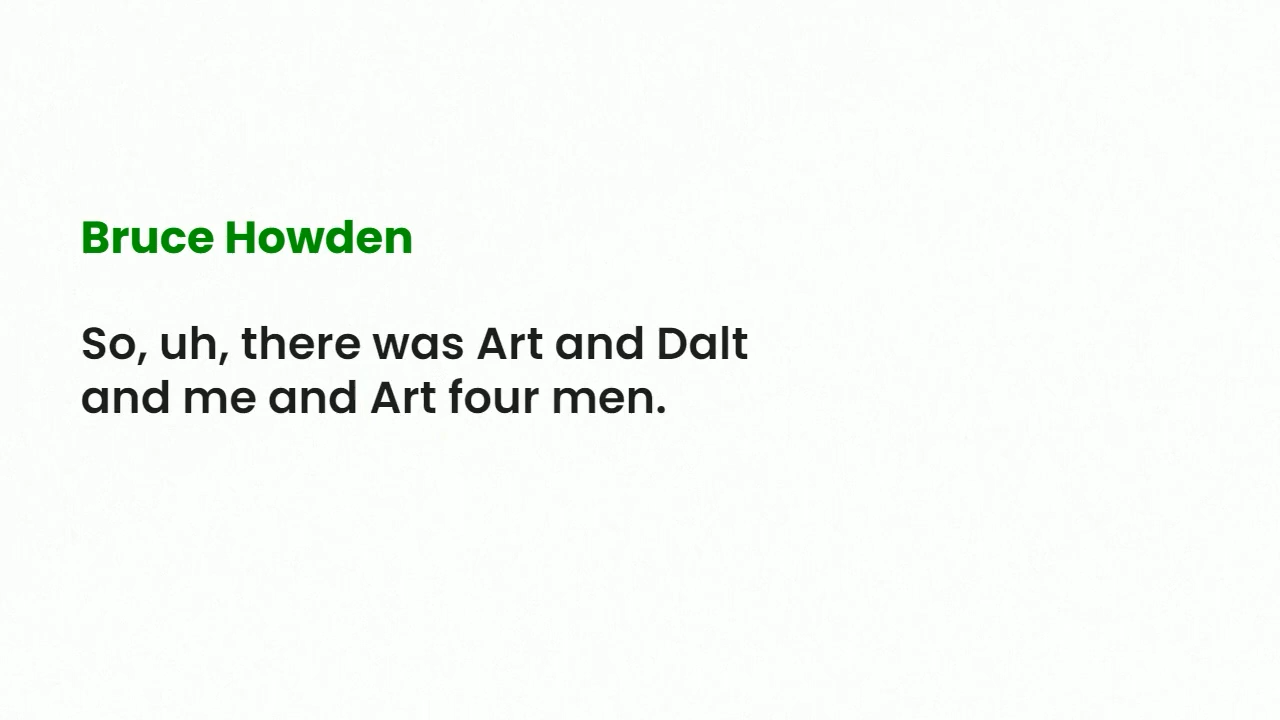 Bruce Howden
So, uh, there was Art and Dalt
and me and Art four men.